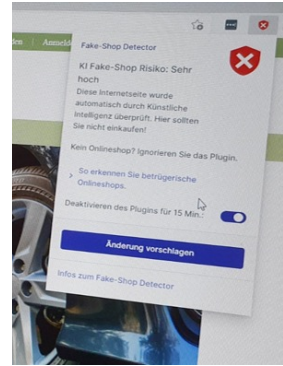 den | Anmeld
Fake-Shop Detector
KI Fake-Shop Risiko: Sehr
hoch
Diese Internetseite wurde
automatisch durch Künstliche
Intelligenz überprüft. Hier sollten
Sie nicht einkaufen!
Kein Onlineshop? Ignorieren Sie das Plugin.
> So erkennen Sie betrügerische
Onlineshops.
Deaktivieren des Plugins für 15 Min.:
Änderung vorschlagen
Infos zum Fake-Shop Detector